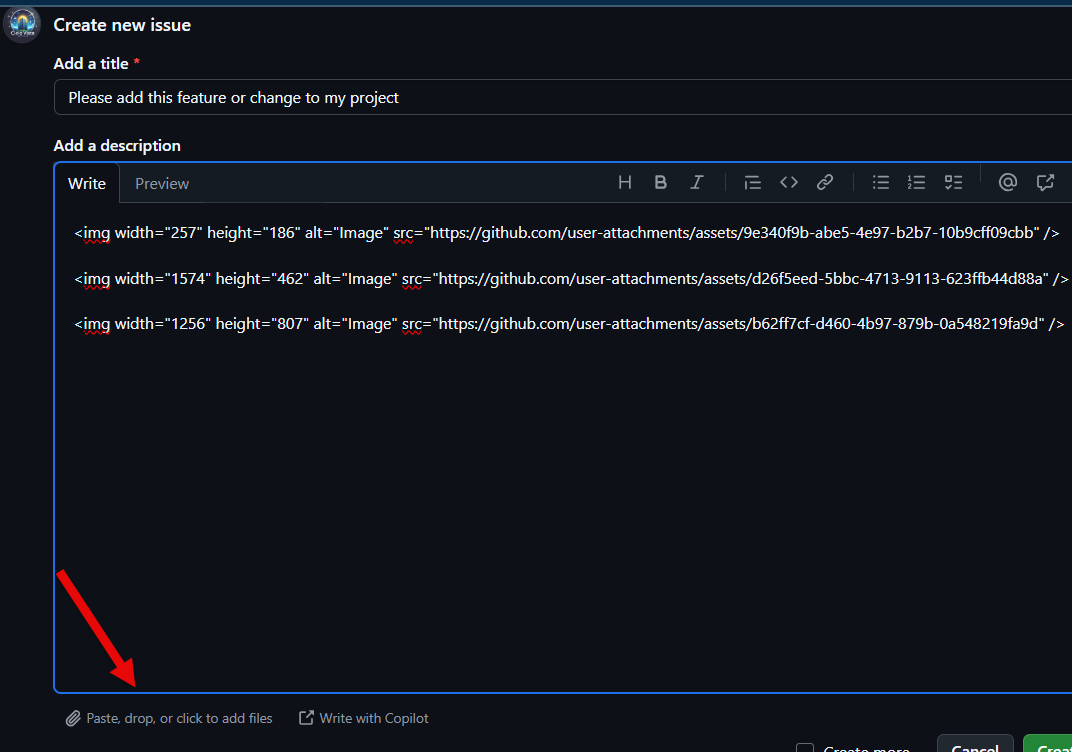 Create new issue
Add a title *
Please add this feature or change to my project
Add a description
Write Preview
<img width="257" height="186" alt="Image" src="https://github.com/user-attachments/assets/9e340f9b-abe5-4e97-b2b7-10b9cff09cbb" />
<img width="1574" height="462" alt="Image" src="https://github.com/user-attachments/assets/d26f5eed-5bbc-4713-9113-623ffb44d88a" />
<img width="1256" height="807" alt="Image" src="https://github.com/user-attachments/assets/b62ff7cf-d460-4b97-879b-0a548219fa9d" />
Paste, drop, or click to add files Write with Copilot
Create more Cancel